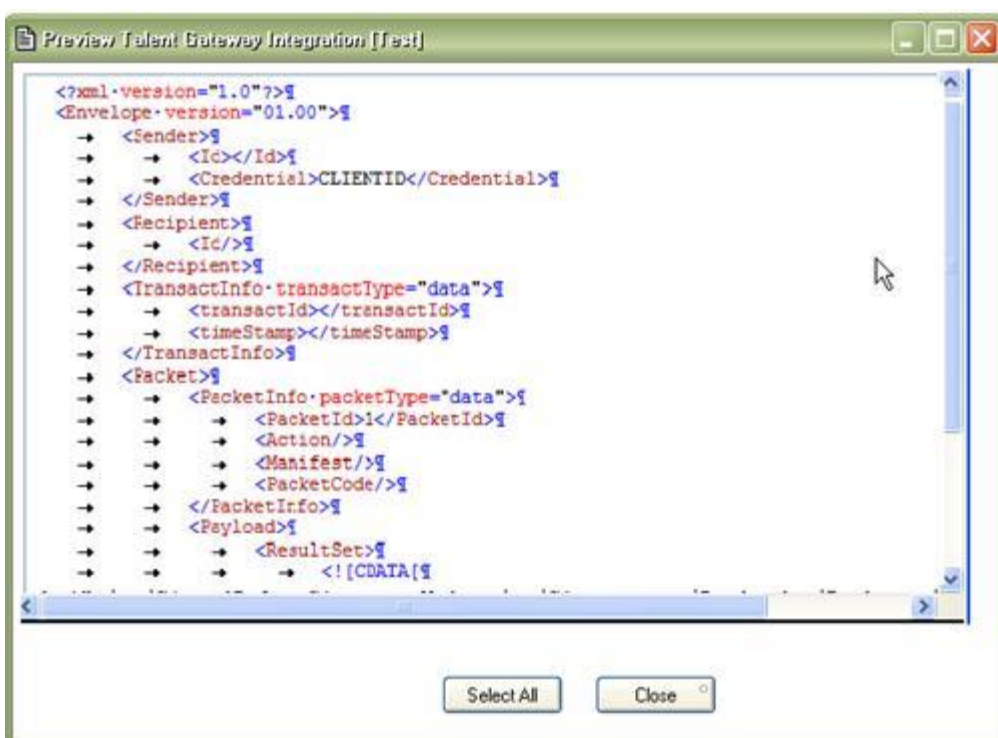 Preview Talent Gateway Integration [Test]
<?xml·version="1.0"?>¶
<Envelope·version="01.00">¶
→ <Sender>¶
→ → <Id></Id>¶
→ → <Credential>CLIENTID</Credential>¶
→ </Sender>¶
→ <Recipient>¶
→ → <Id/>¶
→ </Recipient>¶
→ <TransactInfo·transactType="data">¶
→ → <transactId></transactId>¶
→ → <timeStamp></timeStamp>¶
→ </TransactInfo>¶
→ <Packet>¶
→ → <PacketInfo·packetType="data">¶
→ → → <PacketId>1</PacketId>¶
→ → → <Action/>¶
→ → → <Manifest/>¶
→ → → <PacketCode/>¶
→ → </PacketInfo>¶
→ → <Payload>¶
→ → → <ResultSet>¶
→ → → → <![CDATA[¶
Select All
Close